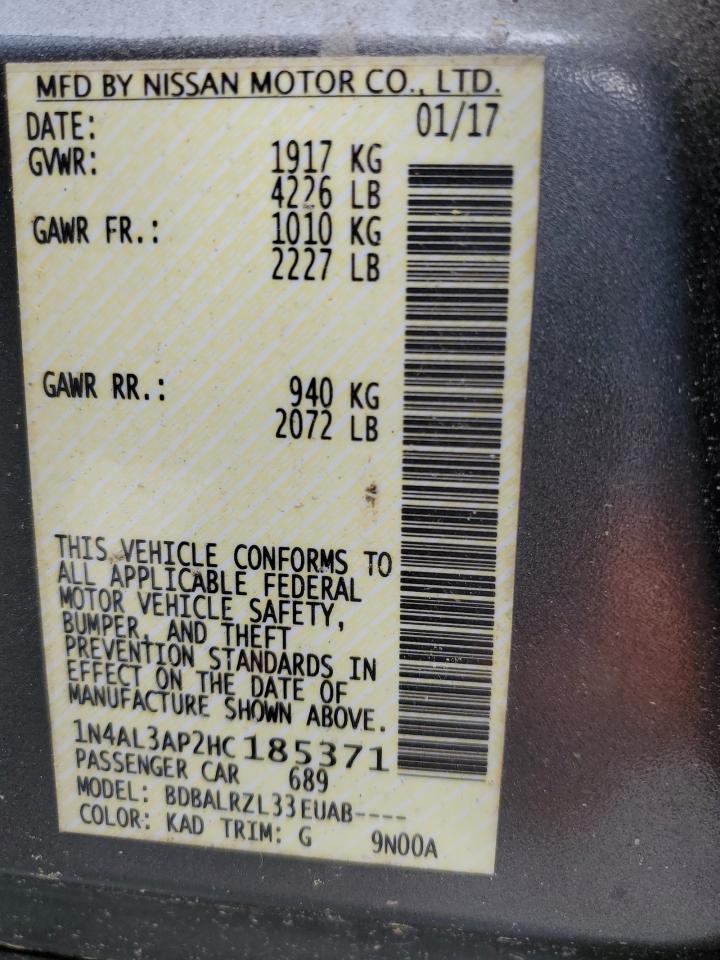 MFD BY NISSAN MOTOR CO., LTD.
DATE: 01/17
GVWR: 1917 KG
4226 LB
GAWR FR.: 1010 KG
2227 LB
GAWR RR.: 940 KG
2072 LB
THIS VEHICLE CONFORMS TO
ALL APPLICABLE FEDERAL
MOTOR VEHICLE SAFETY,
BUMPER, AND THEFT
PREVENTION STANDARDS IN
EFFECT ON THE DATE OF
MANUFACTURE SHOWN ABOVE.
1N4AL3AP2HC185371
PASSENGER CAR 689
MODEL: BDBALRZL33EUAB----
COLOR: KAD TRIM: G 9N00A